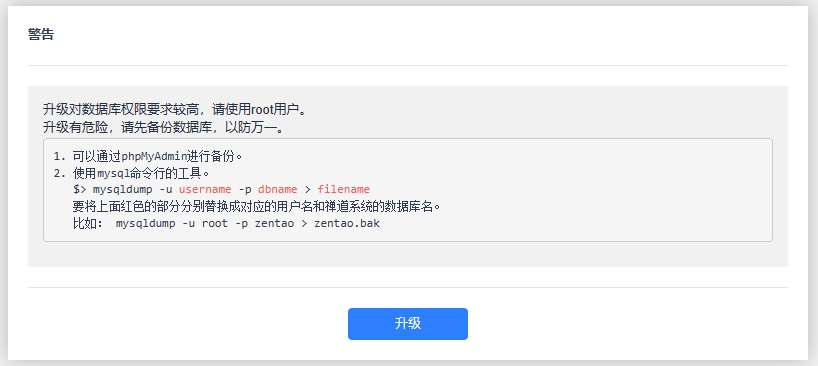 警告
升级对数据库权限要求较高，请使用root用户。
升级有危险，请先备份数据库，以防万一。
1. 可以通过phpMyAdmin进行备份。
2. 使用mysql命令行的工具。
$> mysqldump -u username -p dbname > filename
要将上面红色的部分分别替换成对应的用户名和禅道系统的数据库名。
比如： mysqldump -u root -p zentao > zentao.bak
升级